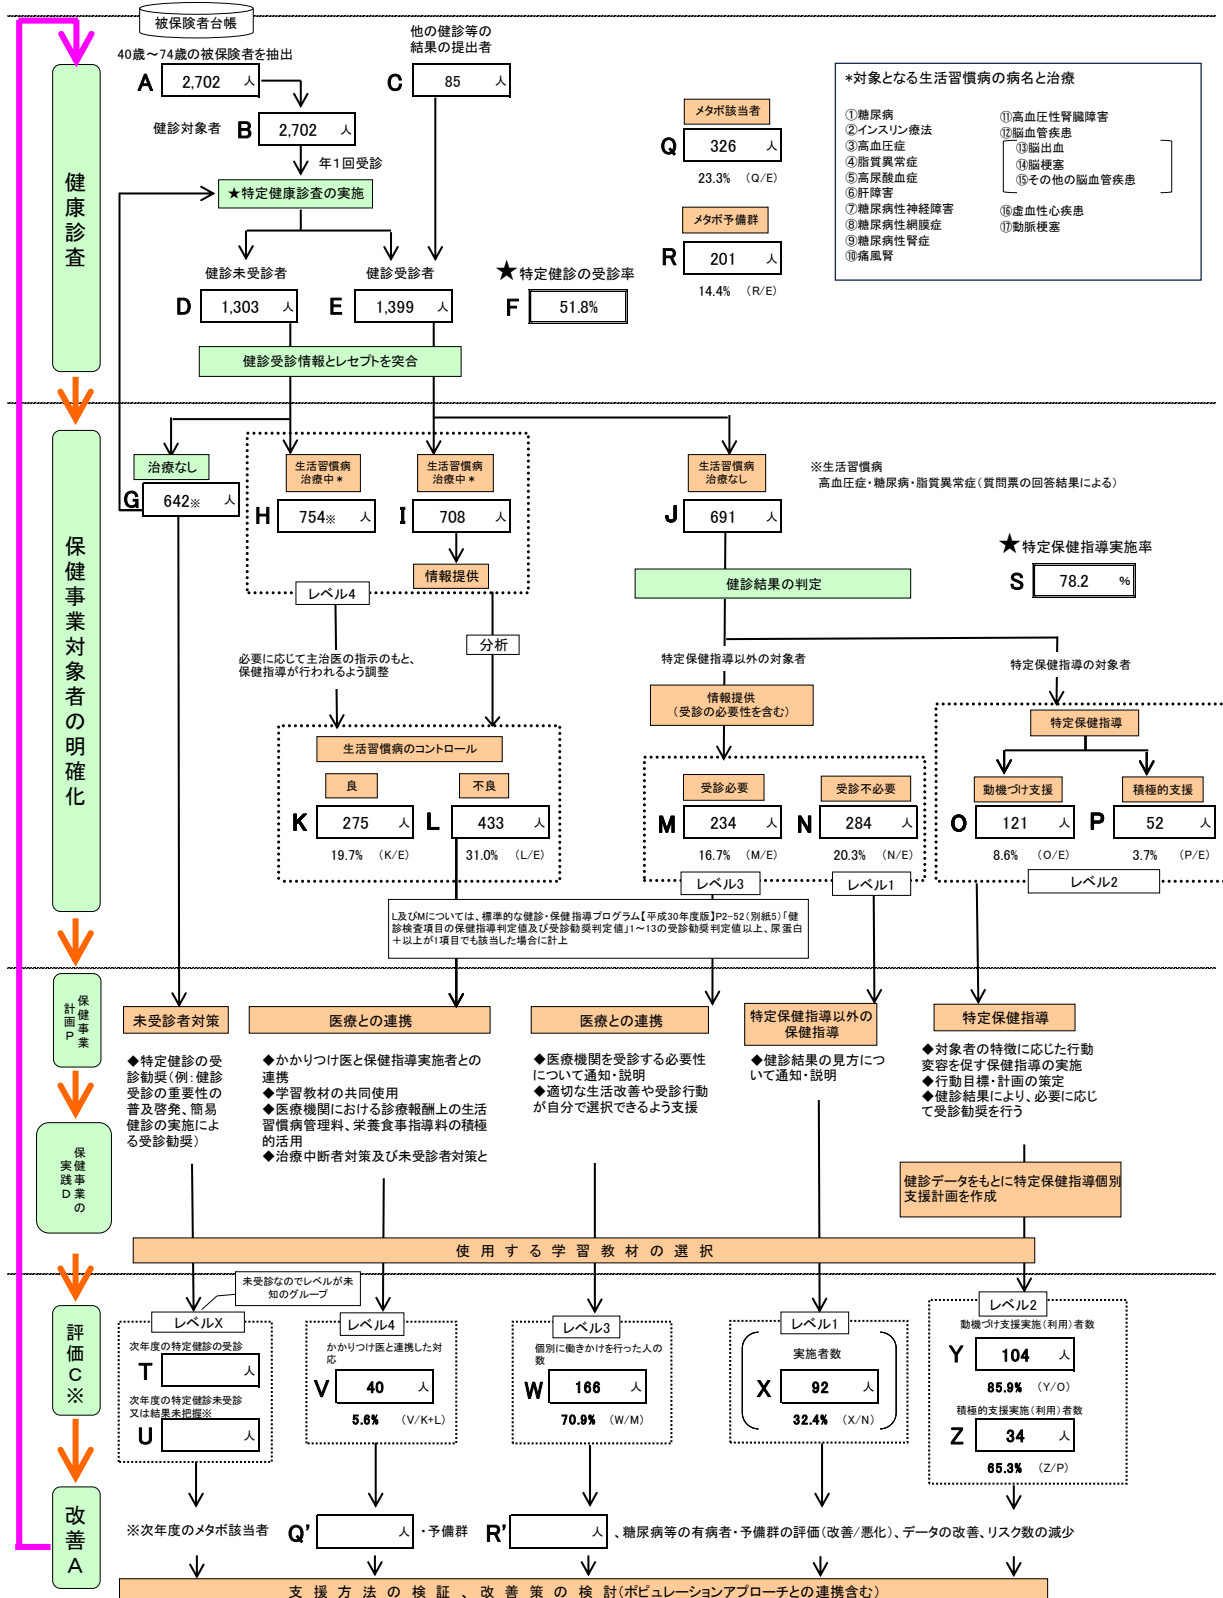 被保険者台帳
他の健診等の
結果の提出者
40歳～74歳の被保険者を抽出
A 2,702 人
C 85 人
健診対象者 B 2,702 人
年1回受診
★特定健康診査の実施
メタボ該当者
Q 326 人
23.3% (Q/E)
メタボ予備群
R 201 人
14.4% (R/E)
*対象となる生活習慣病の病名と治療
①糖尿病
②インスリン療法
③高血圧症
④脂質異常症
⑤高尿酸血症
⑥肝障害
⑦糖尿病性神経障害
⑧糖尿病性網膜症
⑨糖尿病性腎症
⑩痛風腎
⑪高血圧性腎臓障害
⑫脳血管疾患
⑬脳出血
⑭脳梗塞
⑮その他の脳血管疾患
⑯虚血性心疾患
⑰動脈梗塞
健康診査
健診未受診者
D 1,303 人
健診受診者
E 1,399 人
★特定健診の受診率
F 51.8%
健診受診情報とレセプトを突合
保健事業対象者の明確化
治療なし
G 642※ 人
生活習慣病
治療中*
H 754※ 人
生活習慣病
治療中*
I 708 人
情報提供
レベル4
生活習慣病
治療なし
J 691 人
※生活習慣病
高血圧症・糖尿病・脂質異常症(質問票の回答結果による)
★特定保健指導実施率
S 78.2 %
健診結果の判定
必要に応じて主治医の指示のもと、
保健指導が行われるよう調整
分析
特定保健指導以外の対象者
特定保健指導の対象者
情報提供
(受診の必要性を含む)
特定保健指導
生活習慣病のコントロール
良
K 275 人
19.7% (K/E)
不良
L 433 人
31.0% (L/E)
受診必要
M 234 人
16.7% (M/E)
レベル3
受診不必要
N 284 人
20.3% (N/E)
レベル1
動機づけ支援
O 121 人
8.6% (O/E)
積極的支援
P 52 人
3.7% (P/E)
レベル2
L及びMについては、標準的な健診・保健指導プログラム【平成30年度版】P2-52(別紙5)「健
診検査項目の保健指導判定値及び受診勧奨判定値」1～13の受診勧奨判定値以上、尿蛋白
+以上が1項目でも該当した場合に計上
保健事業
計画P
未受診者対策
◆特定健診の受
診勧奨(例:健診
受診の重要性の
普及啓発、簡易
健診の実施によ
る受診勧奨)
医療との連携
◆かかりつけ医と保健指導実施者との
連携
◆学習教材の共同使用
◆医療機関における診療報酬上の生活
習慣病管理料、栄養食事指導料の積極
的活用
◆治療中断者対策及び未受診者対策と
医療との連携
◆医療機関を受診する必要性
について通知・説明
◆適切な生活改善や受診行動
が自分で選択できるよう支援
特定保健指導以外の
保健指導
◆健診結果の見方につ
いて通知・説明
特定保健指導
◆対象者の特徴に応じた行動
変容を促す保健指導の実施
◆行動目標・計画の策定
◆健診結果により、必要に応じ
て受診勧奨を行う
保健事業の
実践D
健診データをもとに特定保健指導個別
支援計画を作成
使用する学習教材の選択
評価C※
未受診なのでレベルが未
知のグループ
レベルX
次年度の特定健診の受診
T 人
次年度の特定健診未受診
又は結果未把握※
U 人
レベル4
かかりつけ医と連携した対
応
V 40 人
5.6% (V/K+L)
レベル3
個別に働きかけを行った人の
数
W 166 人
70.9% (W/M)
レベル1
実施者数
X 92 人
32.4% (X/N)
レベル2
動機づけ支援実施(利用)者数
Y 104 人
85.9% (Y/O)
積極的支援実施(利用)者数
Z 34 人
65.3% (Z/P)
改善A
※次年度のメタボ該当者 Q' 人 ・予備群 R' 人 、糖尿病等の有病者・予備群の評価(改善/悪化)、データの改善、リスク数の減少
支援方法の検証、改善策の検討(ポピュレーションアプローチとの連携含む)